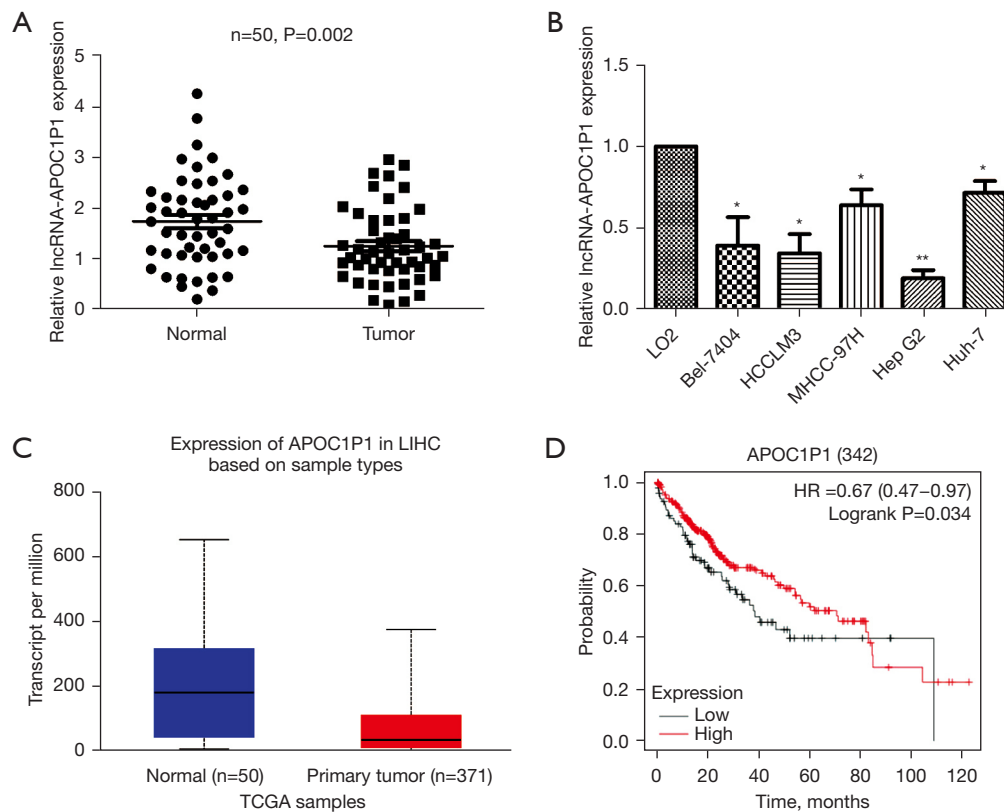 A
n=50, P=0.002
Relative lncRNA-APOC1P1 expression
5
4
3
2
1
0
Normal
Tumor
B
Relative lncRNA-APOC1P1 expression
1.5
1.0
0.5
0.0
*
*
*
**
*
LO2
Bel-7404
HCCLM3
MHCC-97H
Hep G2
Huh-7
C
Expression of APOC1P1 in LIHC
based on sample types
Transcript per million
800
600
400
200
0
Normal (n=50)
Primary tumor (n=371)
TCGA samples
D
APOC1P1 (342)
HR =0.67 (0.47–0.97)
Logrank P=0.034
Probability
1.0
0.8
0.6
0.4
0.2
0.0
Expression
Low
High
0 20 40 60 80 100 120
Time, months